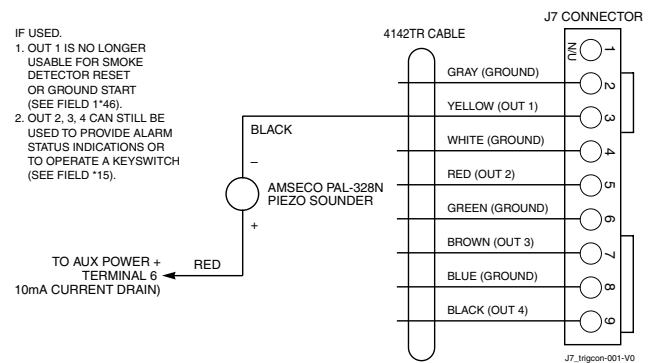 J7 CONNECTOR
IF USED.
1. OUT 1 IS NO LONGER
USABLE FOR SMOKE
DETECTOR RESET
OR GROUND START
(SEE FIELD 1*46).
2. OUT 2, 3, 4 CAN STILL BE
USED TO PROVIDE ALARM
STATUS INDICATIONS OR
TO OPERATE A KEYSWITCH
(SEE FIELD *15).
4142TR CABLE
N/U
1
GRAY (GROUND)
2
YELLOW (OUT 1)
3
BLACK
WHITE (GROUND)
4
–
RED (OUT 2)
5
AMSECO PAL-328N
PIEZO SOUNDER
GREEN (GROUND)
6
+
BROWN (OUT 3)
7
TO AUX POWER +
TERMINAL 6
10mA CURRENT DRAIN)
RED
BLUE (GROUND)
8
BLACK (OUT 4)
9
J7_trigcon-001-V0